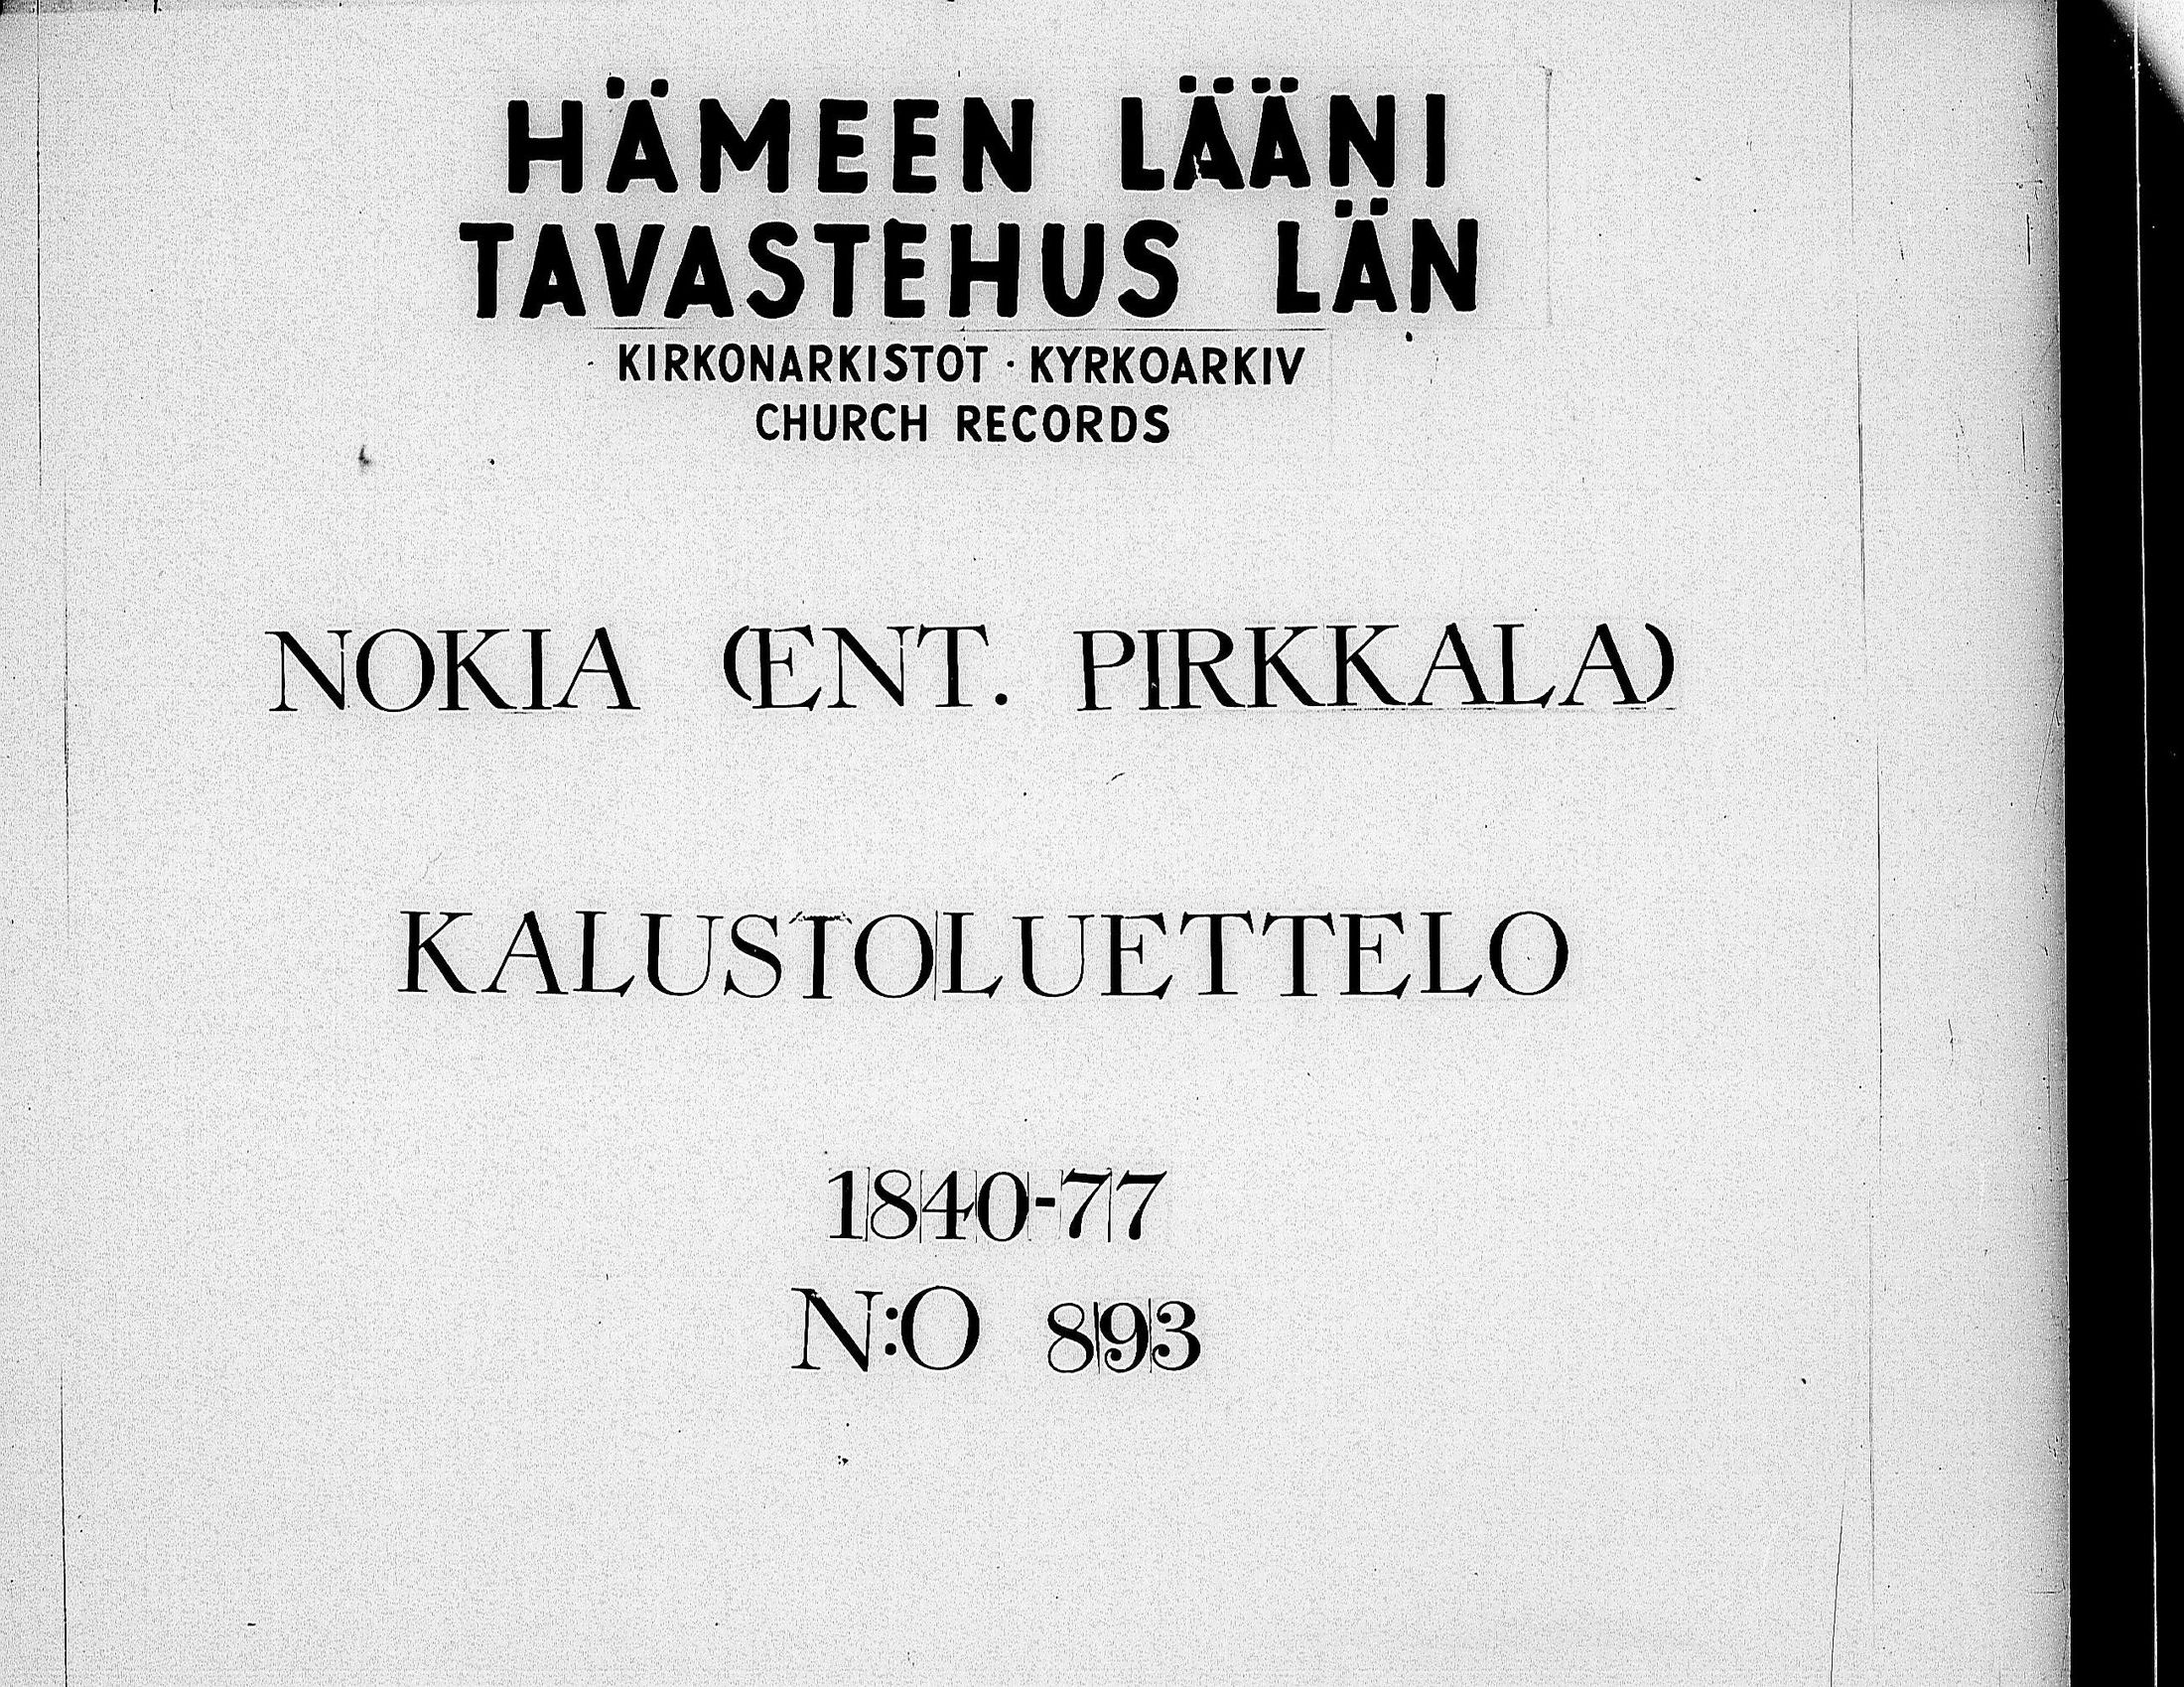 HÄMEEN LÄÄNI
TAVASTEHUS LÄN
KIRKONARKISTOT · KYRKOARKIV
CHURCH RECORDS
NOKIA (ENT. PIRKKALA)
KALUSTOLUETTELO
1840-77
N:O 893